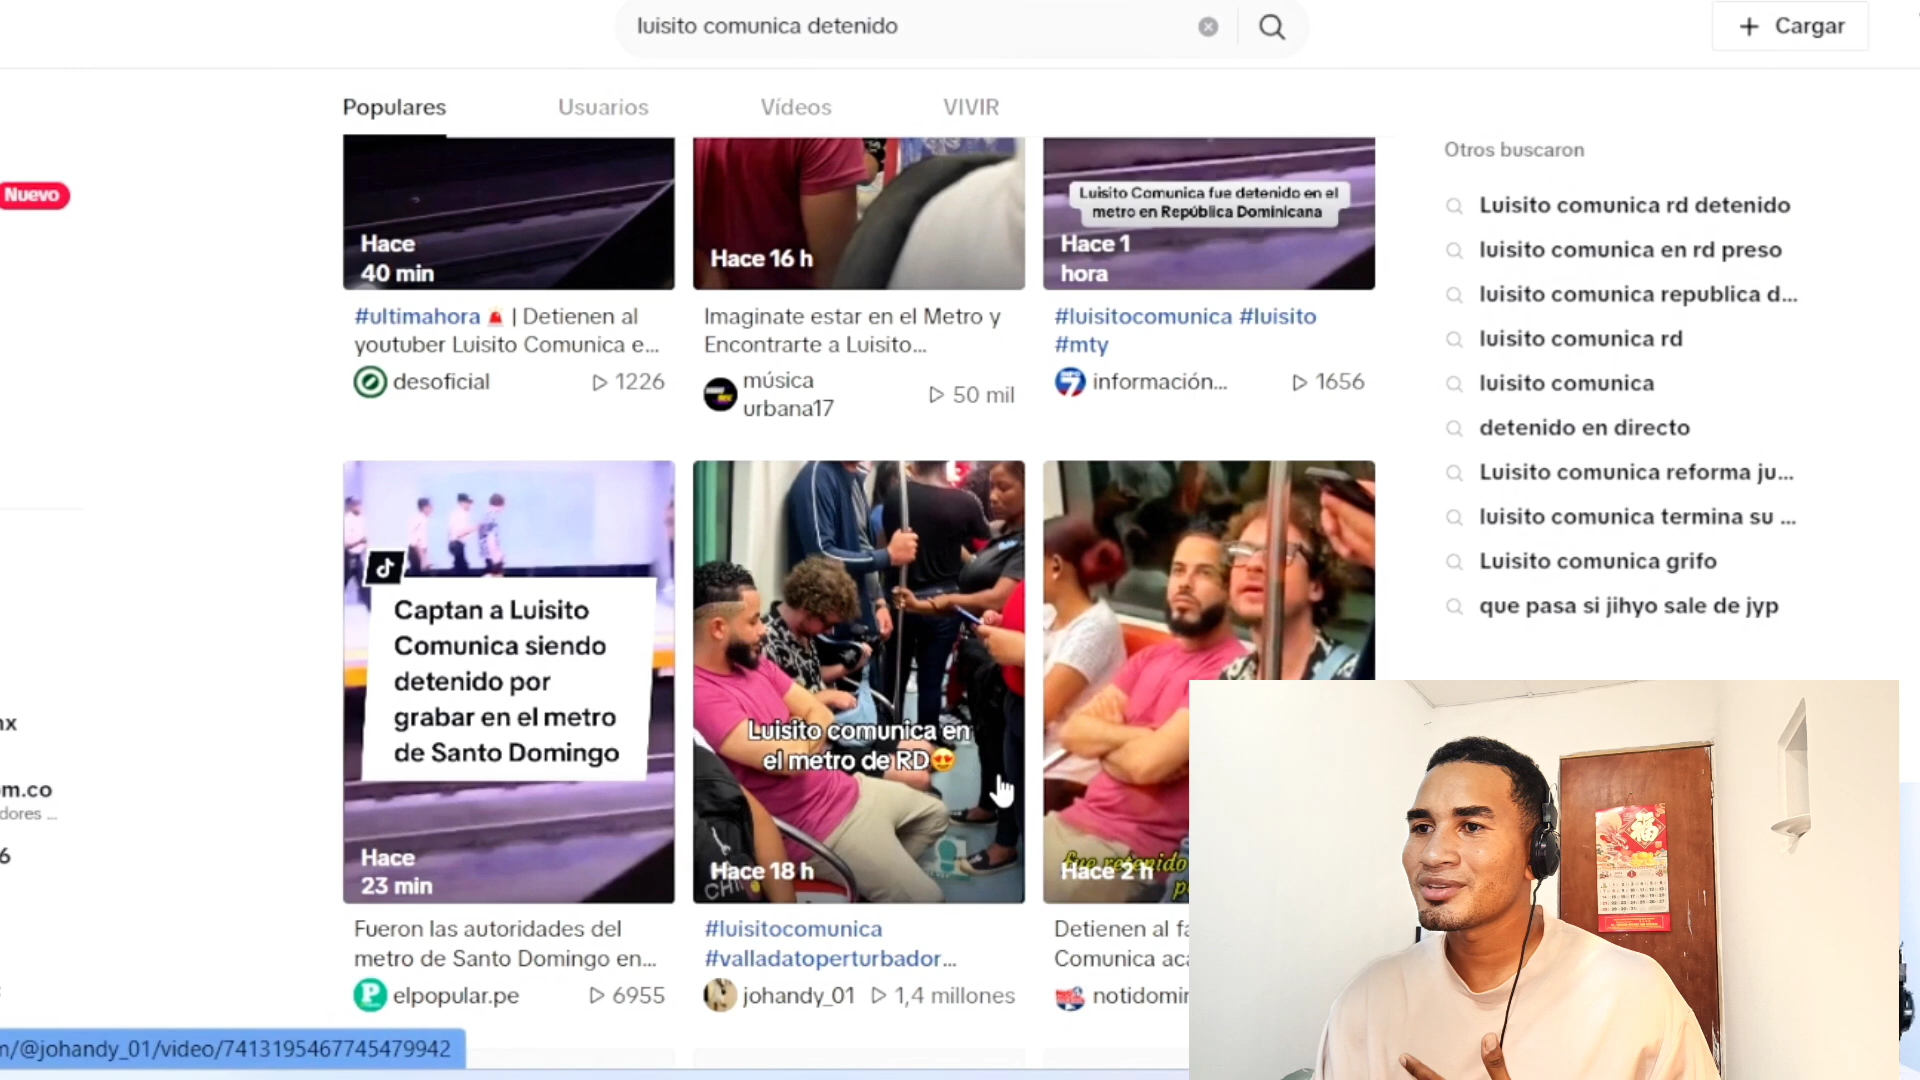 luisito comunica detenido
+ Cargar
Populares
Usuarios
Vídeos
VIVIR
Nuevo
Hace
40 min
#ultimahora 🚨 | Detienen al
youtuber Luisito Comunica e...
desoficial
1226
Hace 16 h
Imaginate estar en el Metro y
Encontrarte a Luisito...
música
urbana17
50 mil
Luisito Comunica fue detenido en el
metro en República Dominicana
Hace 1
hora
#luisitocomunica #luisito
#mty
información...
1656
Captan a Luisito
Comunica siendo
detenido por
grabar en el metro
de Santo Domingo
Hace
23 min
Fueron las autoridades del
metro de Santo Domingo en...
elpopular.pe
6955
Luisito comunica en
el metro de RD😍
Hace 18 h
#luisitocomunica
#valladatoperturbador...
johandy_01
1,4 millones
fue retenido
Hace 2 h
Detienen al fa
Comunica aca
notidomin
Otros buscaron
Luisito comunica rd detenido
luisito comunica en rd preso
luisito comunica republica d...
luisito comunica rd
luisito comunica
detenido en directo
Luisito comunica reforma ju...
luisito comunica termina su ...
Luisito comunica grifo
que pasa si jihyo sale de jyp
nx
om.co
dores ...
6
m/@johandy_01/video/7413195467745479942
福